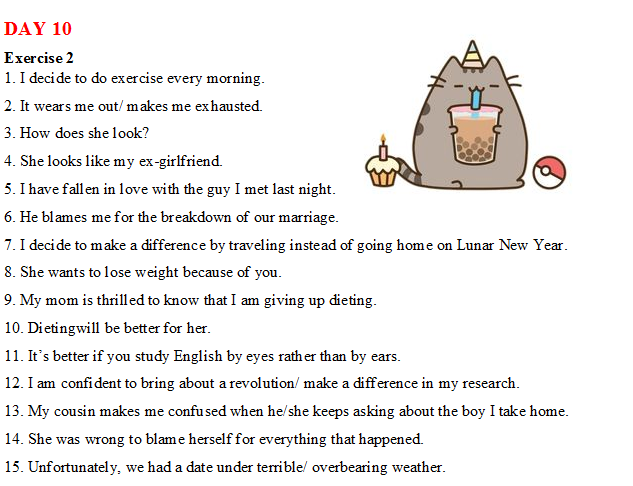 DAY 10
Exercise 2
1. I decide to do exercise every morning.
2. It wears me out/ makes me exhausted.
3. How does she look?
4. She looks like my ex-girlfriend.
5. I have fallen in love with the guy I met last night.
6. He blames me for the breakdown of our marriage.
7. I decide to make a difference by traveling instead of going home on Lunar New Year.
8. She wants to lose weight because of you.
9. My mom is thrilled to know that I am giving up dieting.
10. Dietingwill be better for her.
11. It’s better if you study English by eyes rather than by ears.
12. I am confident to bring about a revolution/ make a difference in my research.
13. My cousin makes me confused when he/she keeps asking about the boy I take home.
14. She was wrong to blame herself for everything that happened.
15. Unfortunately, we had a date under terrible/ overbearing weather.